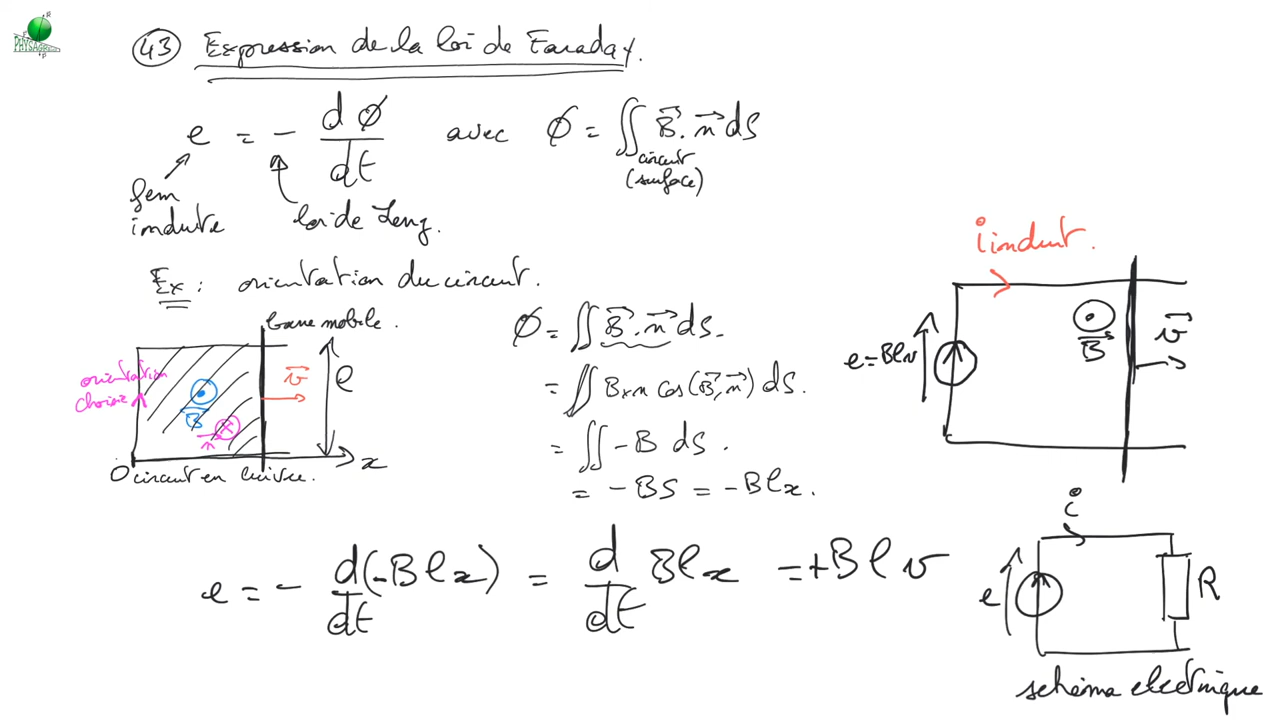 (43) Expression de la loi de Faraday.
e = - dφ/dt avec φ = ∬ B⃗.n⃗ dS
circuit
(surface)
fem
induite
loi de Lenz.
Ex : orientation du circuit.
barre mobile.
orientation
choisie
B⃗
n⃗
v⃗
l
O
x
circuit en cuivre.
φ = ∬ B⃗.n⃗ dS.
= ∬ B×n cos(B⃗,n⃗) dS.
= ∬ -B dS.
= -BS = -Blx.
e = - d(-Blx)/dt = d/dt Blx = +Blv
i induit.
e=Blv
B⃗
v⃗
i
e
R
schéma électrique